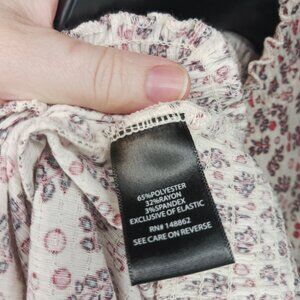 65%POLYESTER
32%RAYON
3%SPANDEX
EXCLUSIVE OF ELASTIC
RN# 148862
SEE CARE ON REVERSE